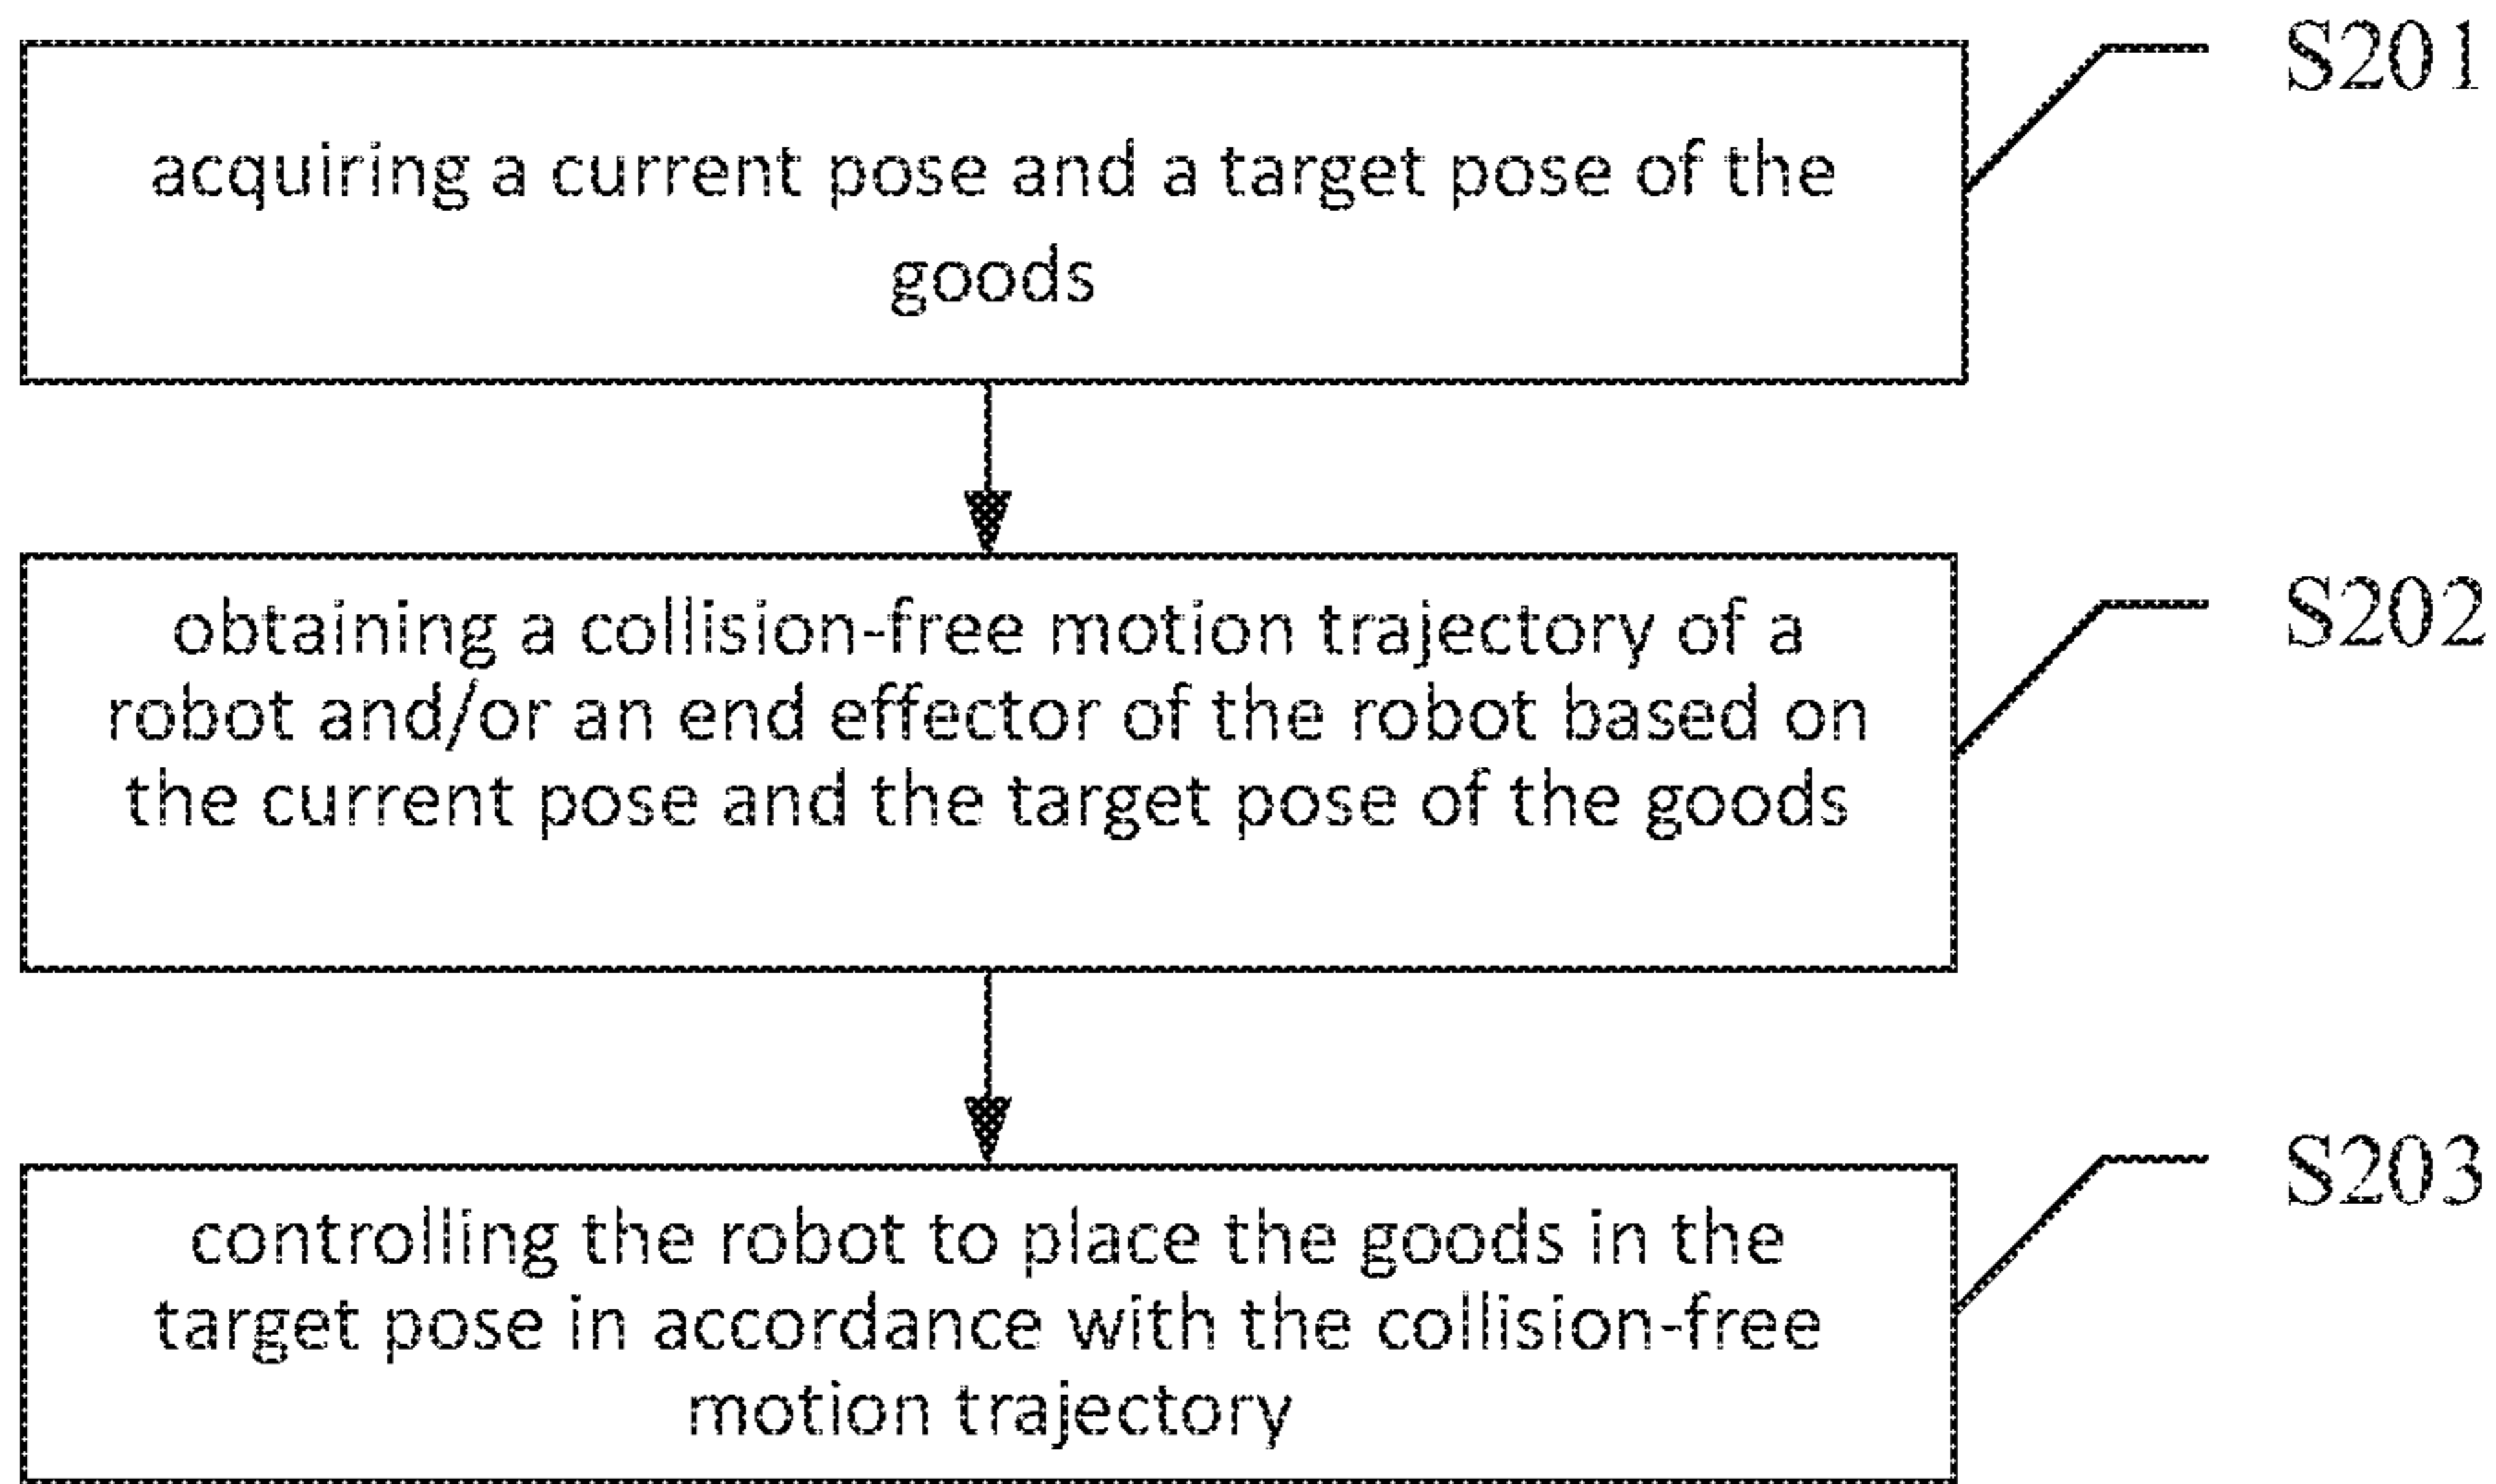 S201
acquiring a current pose and a target pose of the
goods
S202
obtaining a collision-free motion trajectory of a
robot and/or an end effector of the robot based on
the current pose and the target pose of the goods
S203
controlling the robot to place the goods in the
target pose in accordance with the collision-free
motion trajectory